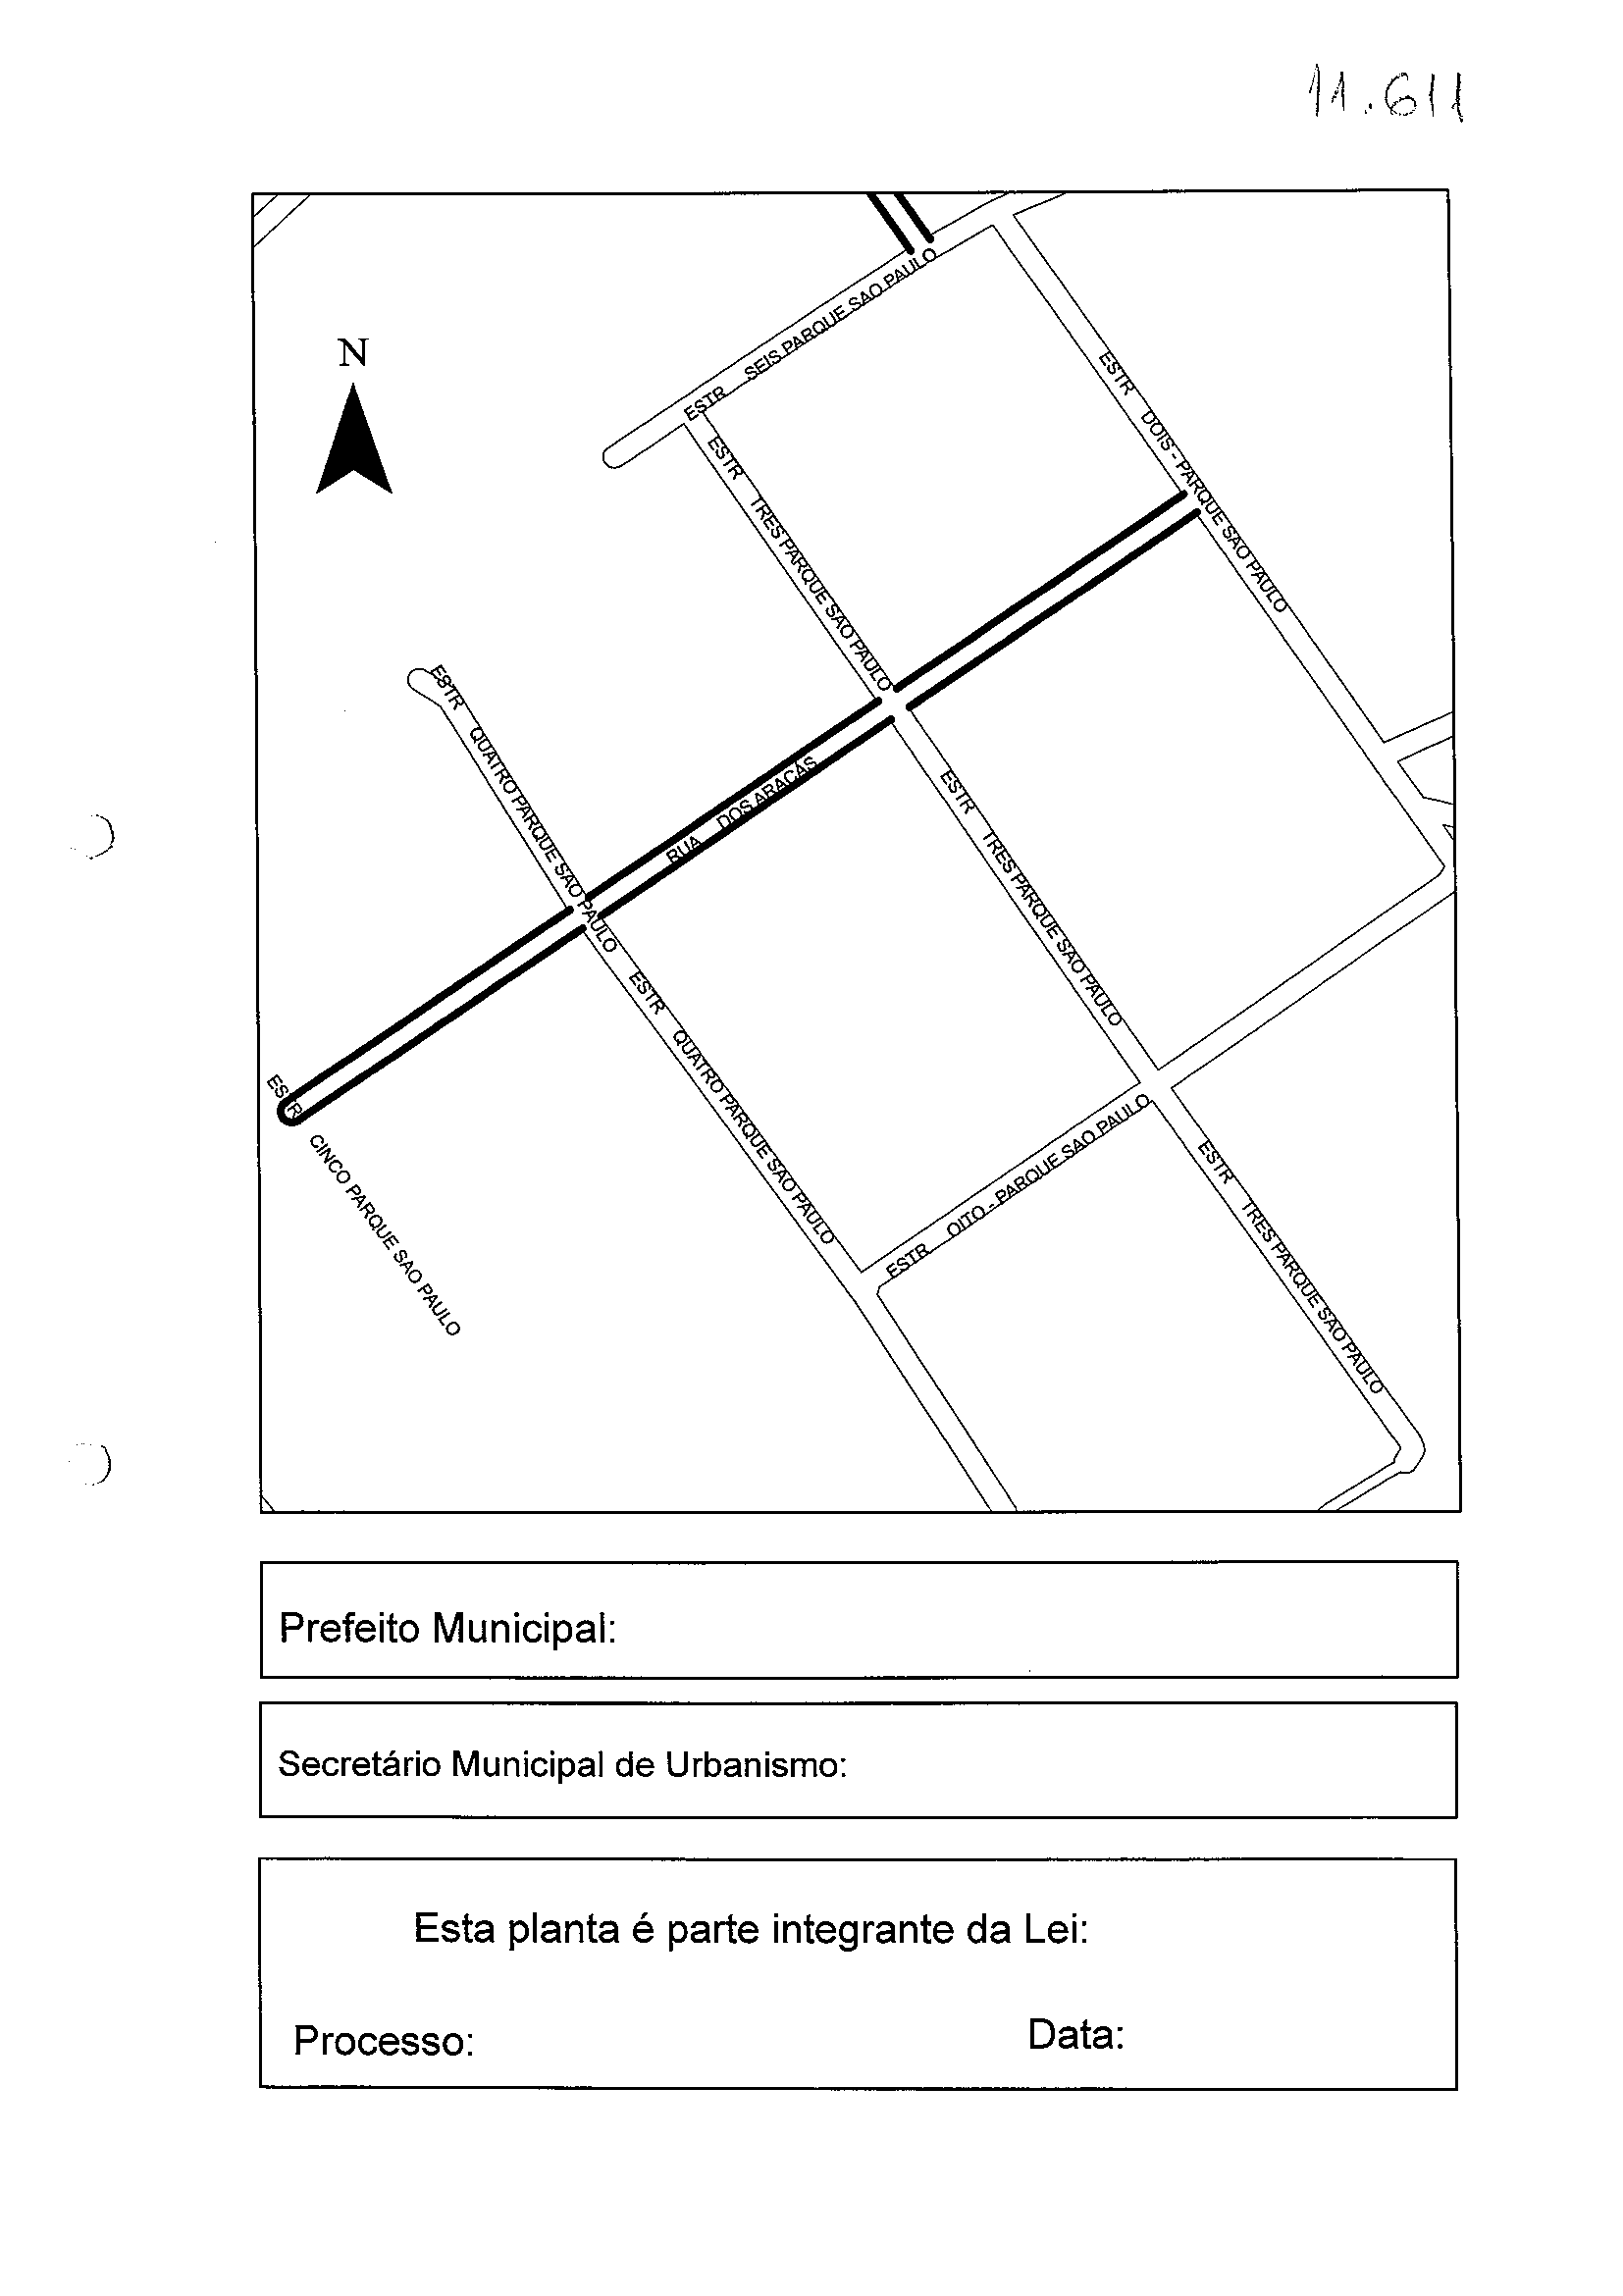 11.611
N
ESTR SEIS PARQUE SAO PAULO
ESTR DOIS - PARQUE SAO PAULO
ESTR TRES PARQUE SAO PAULO
ESTR QUATRO PARQUE SAO PAULO
RUA DOS ARAÇAS
ESTR TRES PARQUE SAO PAULO
ESTR QUATRO PARQUE SAO PAULO
ESTR CINCO PARQUE SAO PAULO
ESTR OITO - PARQUE SAO PAULO
ESTR TRES PARQUE SAO PAULO
Prefeito Municipal:
Secretário Municipal de Urbanismo:
Esta planta é parte integrante da Lei:
Processo: Data: